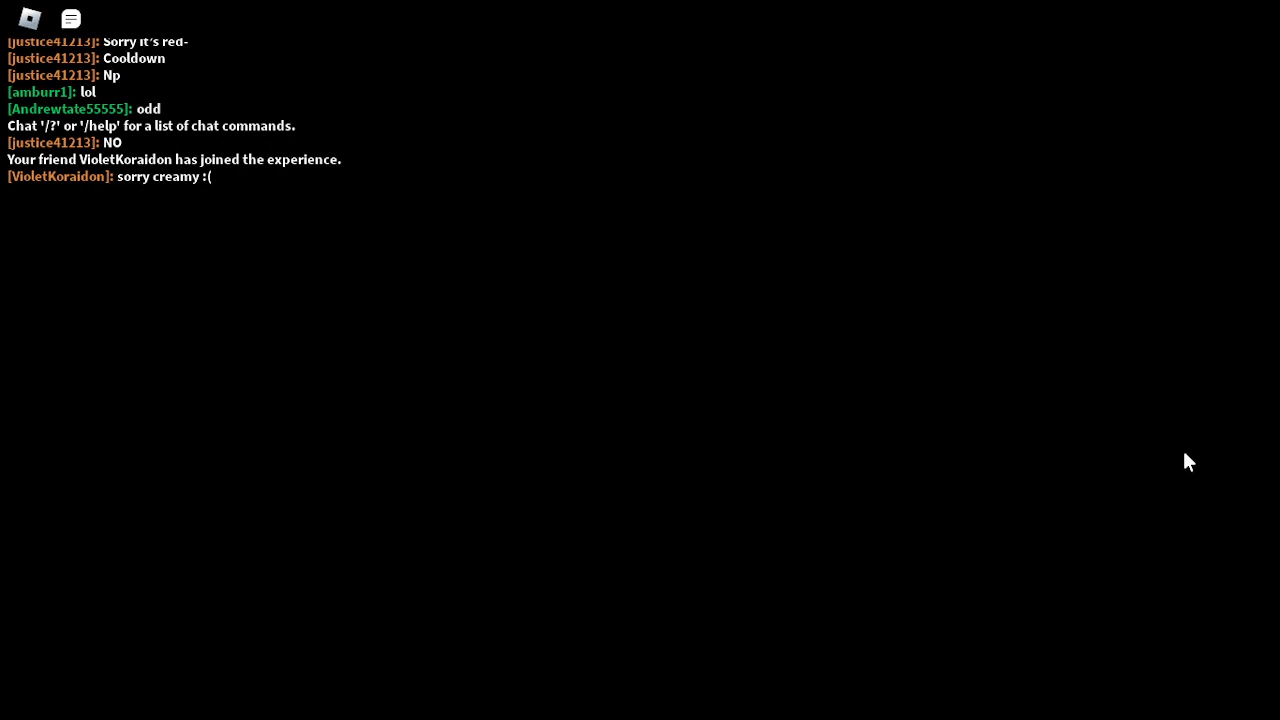 [justice41213]: Sorry it's red-
[justice41213]: Cooldown
[justice41213]: Np
[amburr1]: lol
[Andrewtate55555]: odd
Chat '/?' or '/help' for a list of chat commands.
[justice41213]: NO
Your friend VioletKoraidon has joined the experience.
[VioletKoraidon]: sorry creamy :(